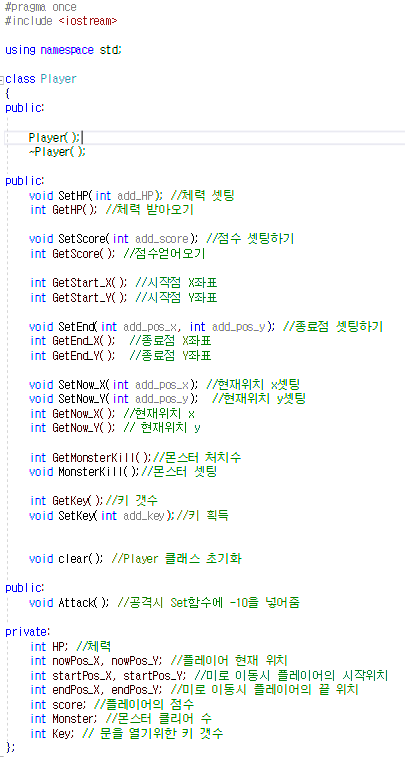 #pragma once
#include <iostream>
using namespace std;
class Player
{
public:
Player();
~Player();
public:
void SetHP(int add_HP); //체력 셋팅
int GetHP(); //체력 받아오기
void SetScore(int add_score); //점수 셋팅하기
int GetScore(); //점수얻어오기
int GetStart_X(); //시작점 X좌표
int GetStart_Y(); //시작점 Y좌표
void SetEnd(int add_pos_x, int add_pos_y); //종료점 셋팅하기
int GetEnd_X(); //종료점 X좌표
int GetEnd_Y(); //종료점 Y좌표
void SetNow_X(int add_pos_x); //현재위치 x셋팅
void SetNow_Y(int add_pos_y); //현재위치 y셋팅
int GetNow_X(); //현재위치 x
int GetNow_Y(); // 현재위치 y
int GetMonsterKill();//몬스터 처치수
void MonsterKill();//몬스터 셋팅
int GetKey();//키 갯수
void SetKey(int add_key);//키 획득
void clear(); //Player 클래스 초기화
public:
void Attack(); //공격시 Set함수에 -10을 넣어줌
private:
int HP; //체력
int nowPos_X, nowPos_Y; //플레이어 현재 위치
int startPos_X, startPos_Y; //미로 이동시 플레이어의 시작위치
int endPos_X, endPos_Y; //미로 이동시 플레이어의 끝 위치
int score; //플레이어의 점수
int Monster; //몬스터 클리어 수
int Key; // 문을 열기위한 키 갯수
};